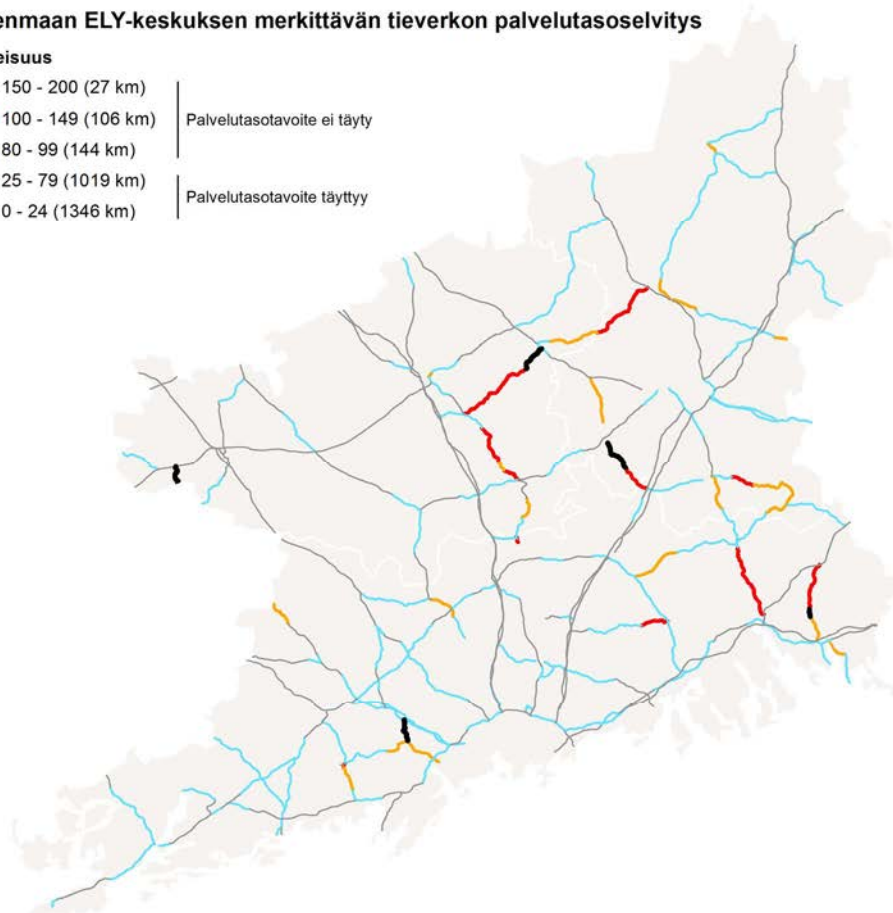 enmaan ELY-keskuksen merkittävän tieverkon palvelutasoselvitys
eisuus
150 - 200 (27 km)
100 - 149 (106 km)
80 - 99 (144 km)
Palvelutasotavoite ei täyty
25 - 79 (1019 km)
0 - 24 (1346 km)
Palvelutasotavoite täyttyy